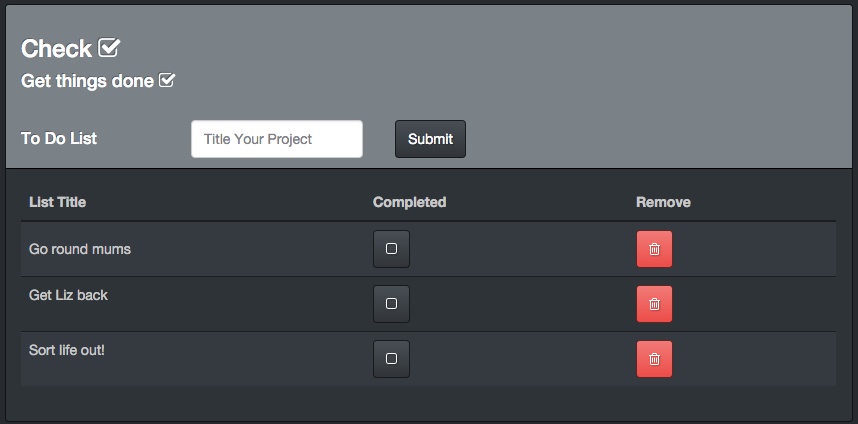 Check
Get things done
To Do List Title Your Project Submit
List Title Completed Remove
Go round mums
Get Liz back
Sort life out!